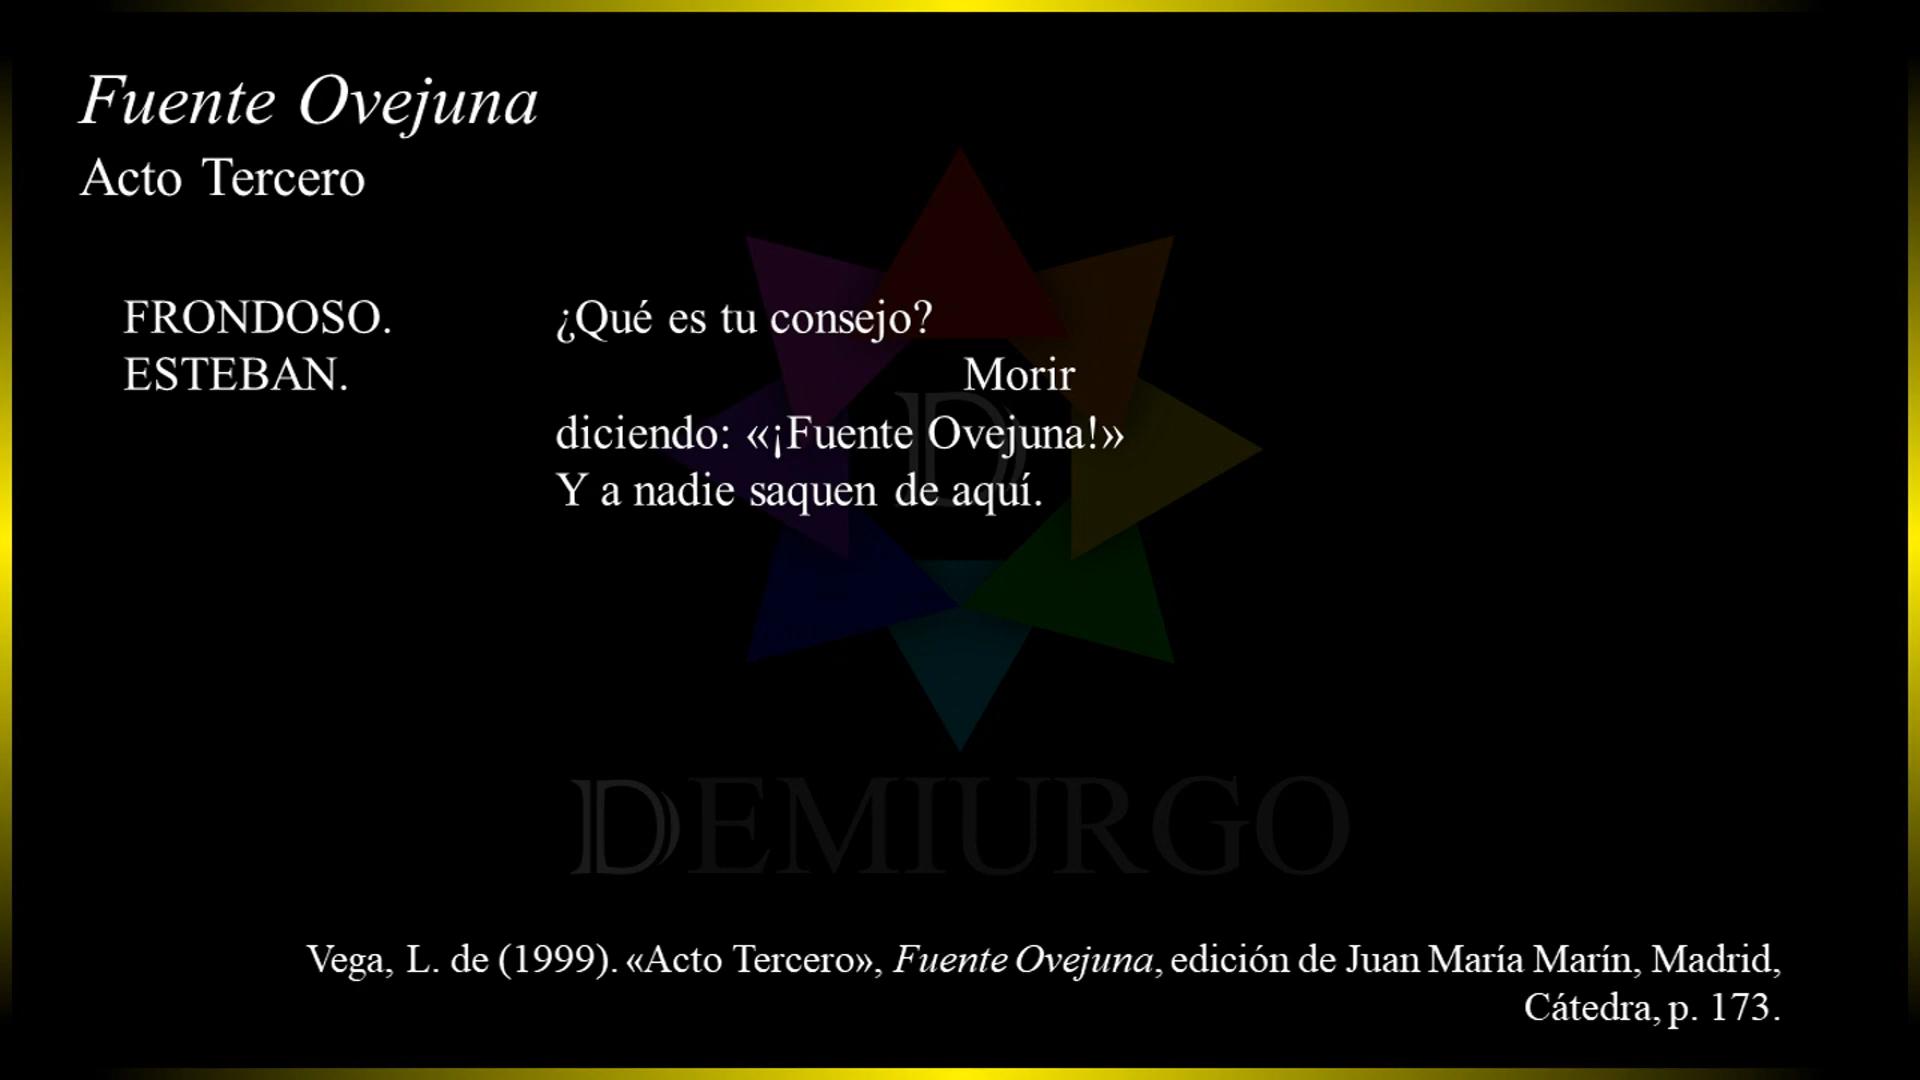 Fuente Ovejuna
Acto Tercero
FRONDOSO. ¿Qué es tu consejo?
ESTEBAN. Morir
diciendo: «¡Fuente Ovejuna!»
Y a nadie saquen de aquí.
D
DEMIURGO
Vega, L. de (1999). «Acto Tercero», Fuente Ovejuna, edición de Juan María Marín, Madrid,
Cátedra, p. 173.